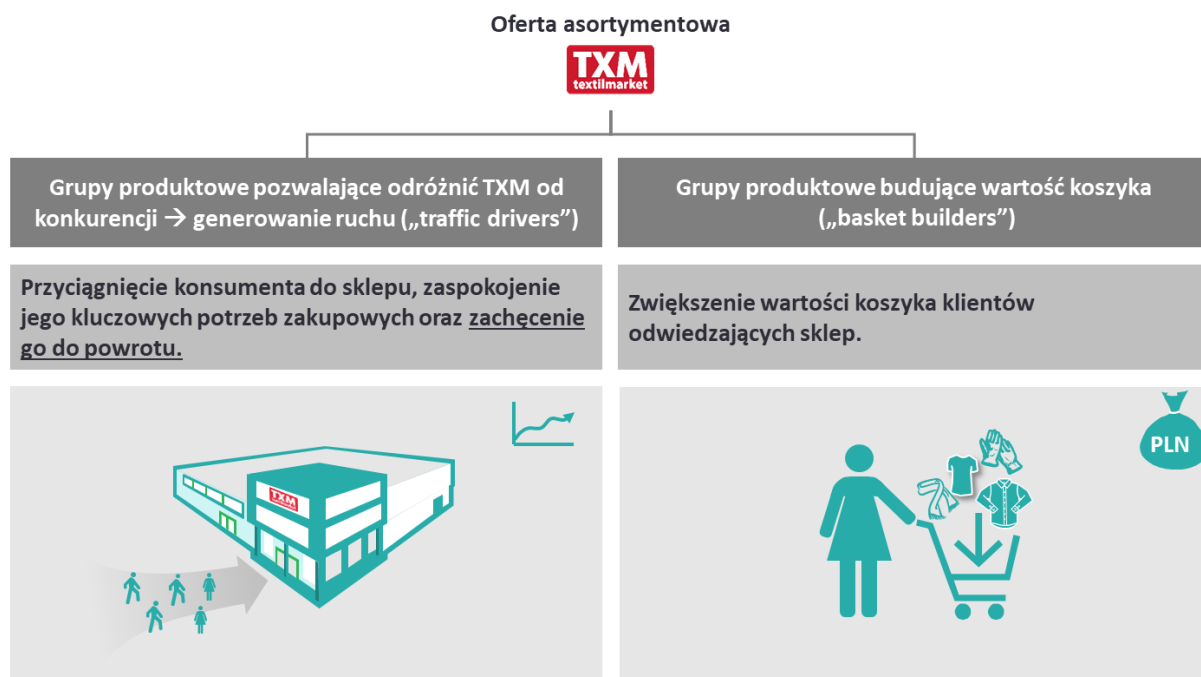 Oferta asortymentowa
TXM
textilmarket
Grupy produktowe pozwalające odróżnić TXM od
konkurencji → generowanie ruchu („traffic drivers”)
Grupy produktowe budujące wartość koszyka
(„basket builders”)
Przyciągnięcie konsumenta do sklepu, zaspokojenie
jego kluczowych potrzeb zakupowych oraz zachęcenie
go do powrotu.
Zwiększenie wartości koszyka klientów
odwiedzających sklep.
TXM
PLN